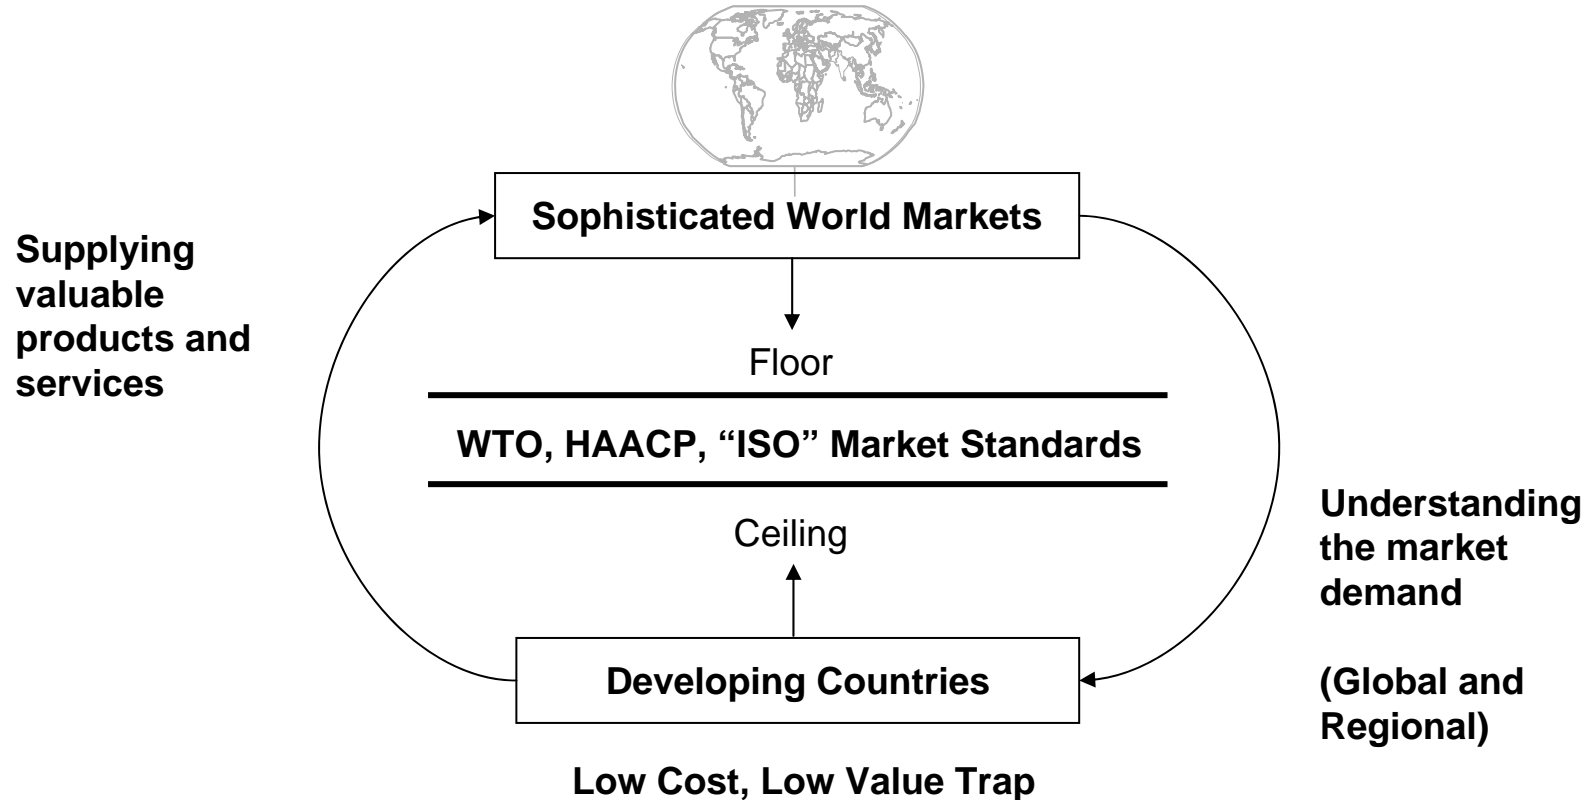 Sophisticated World Markets
Supplying
valuable
products and
services
Floor
WTO, HAACP, “ISO” Market Standards
Ceiling
Understanding
the market
demand
(Global and
Regional)
Developing Countries
Low Cost, Low Value Trap